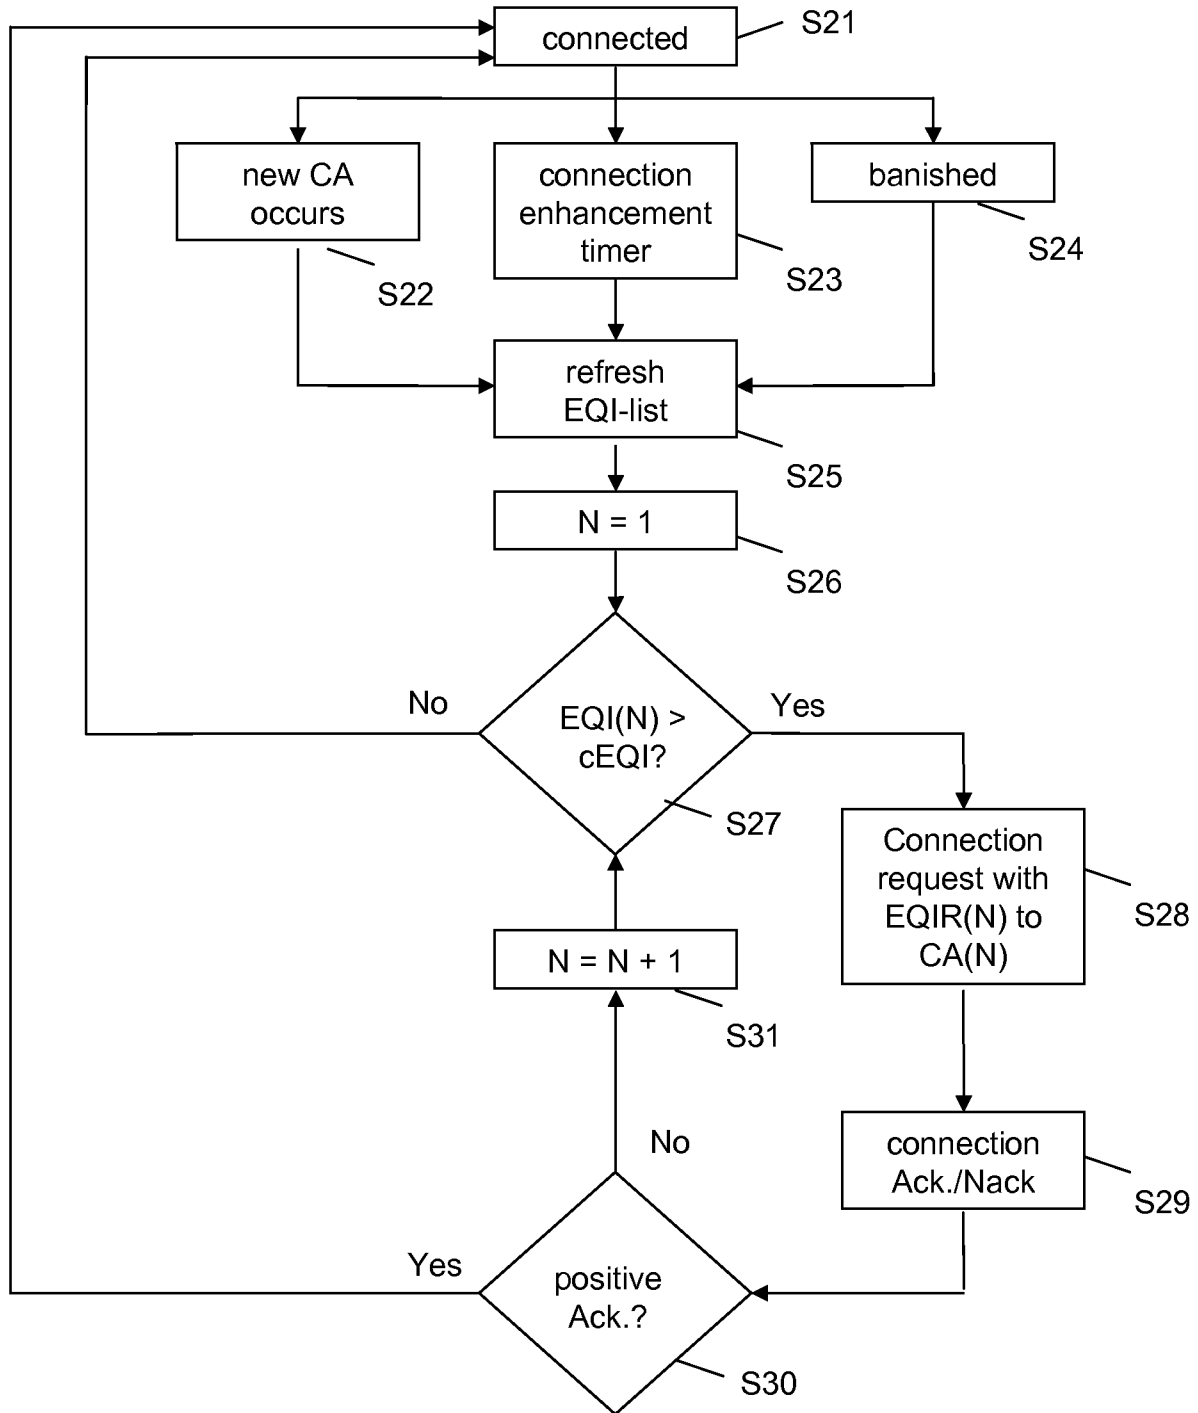 connected
S21
new CA
occurs
S22
connection
enhancement
timer
S23
banished
S24
refresh
EQI-list
S25
N = 1
S26
EQI(N) >
cEQI?
No
Yes
S27
Connection
request with
EQIR(N) to
CA(N)
S28
N = N + 1
S31
connection
Ack./Nack
S29
No
Yes
positive
Ack.?
S30